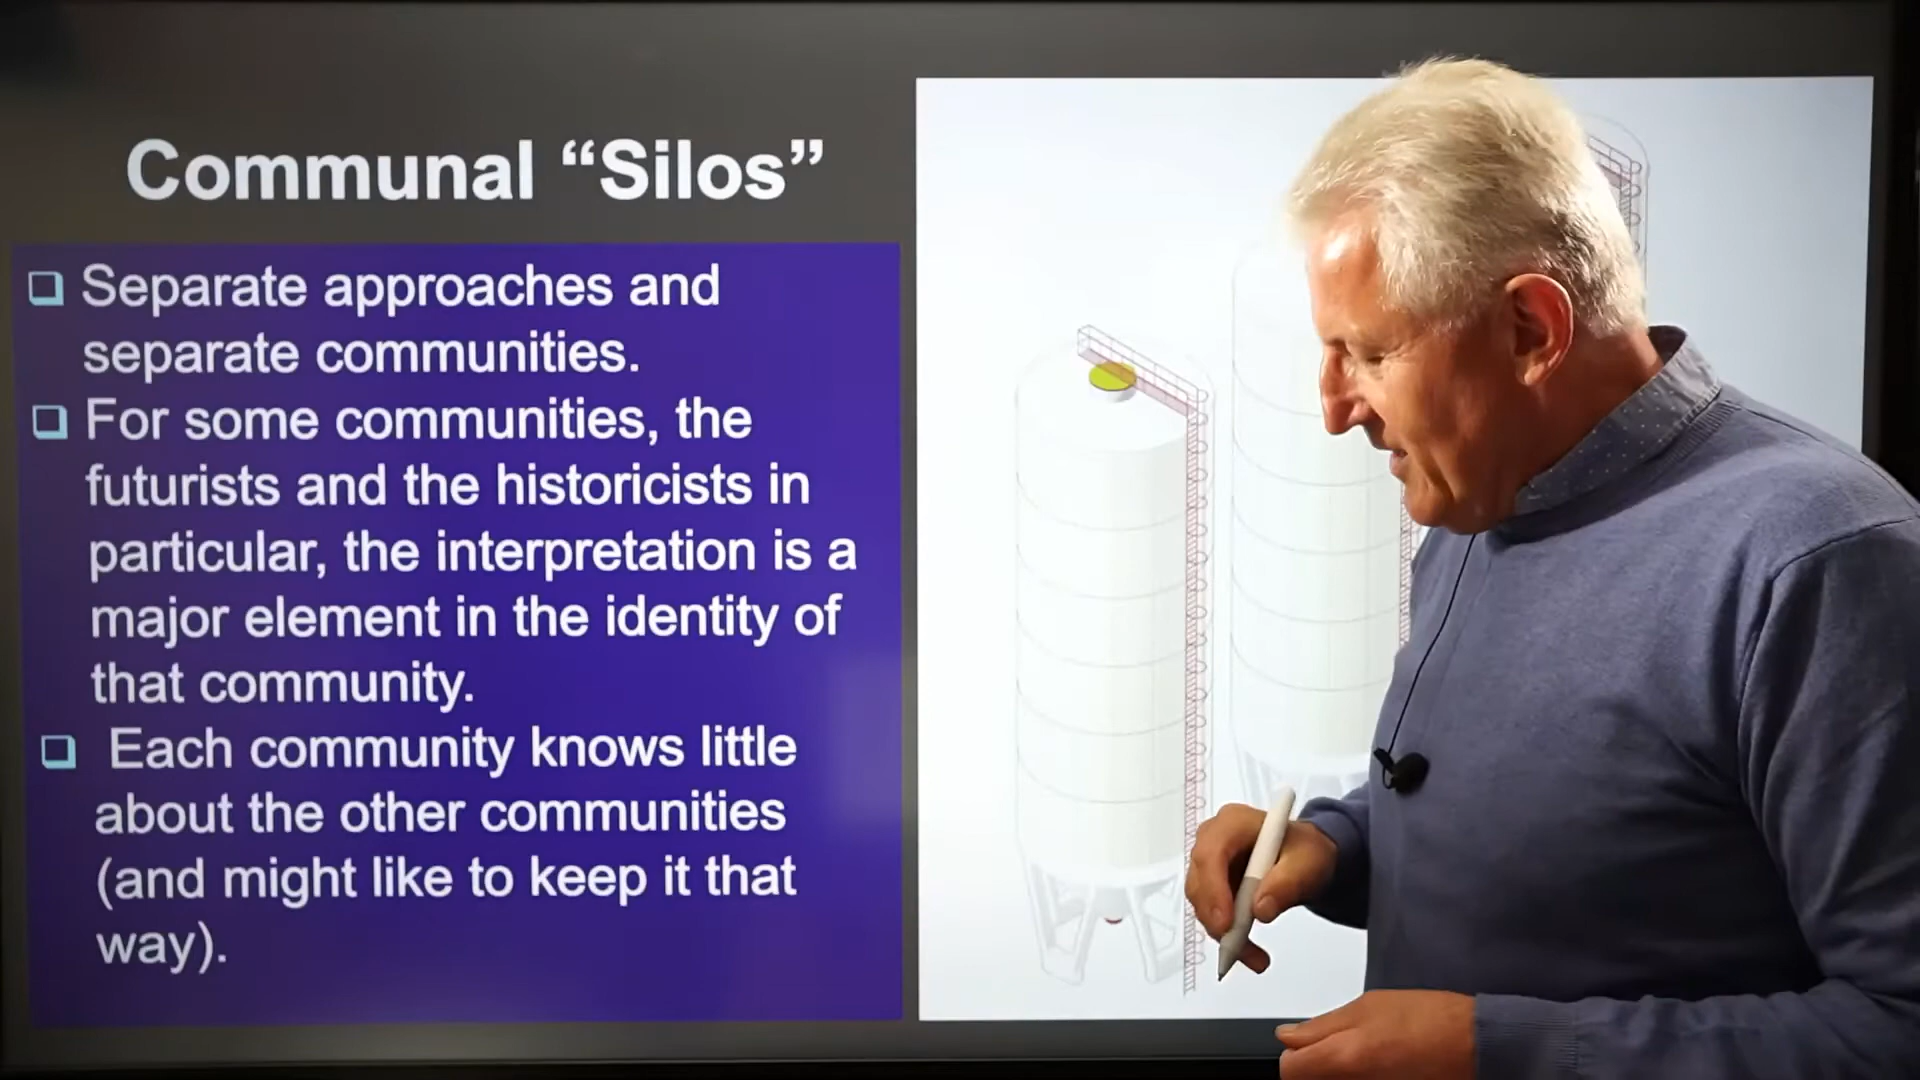 Communal “Silos”
Separate approaches and
separate communities.
For some communities, the
futurists and the historicists in
particular, the interpretation is a
major element in the identity of
that community.
Each community knows little
about the other communities
(and might like to keep it that
way).